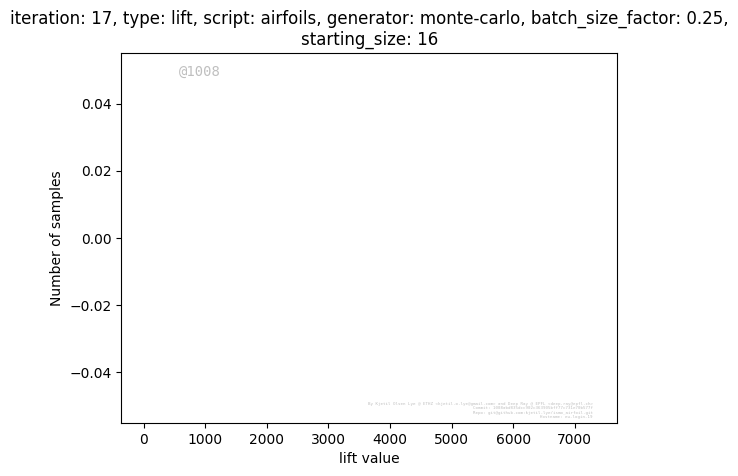 iteration: 17, type: lift, script: airfoils, generator: monte-carlo, batch_size_factor: 0.25,
starting_size: 16
@1008
0.04
0.02
0.00
−0.02
−0.04
Number of samples
0 1000 2000 3000 4000 5000 6000 7000
lift value